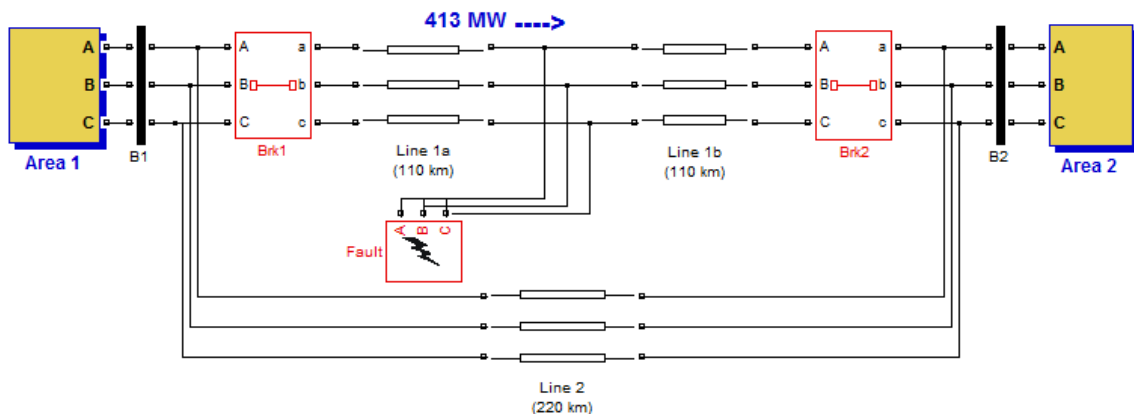 413 MW ---->
A
B
C
Area 1
B1
A
B
C
a
b
c
Brk1
Line 1a
(110 km)
Line 1b
(110 km)
A
B
C
a
b
c
Brk2
B2
A
B
C
Area 2
A
B
C
Fault
Line 2
(220 km)